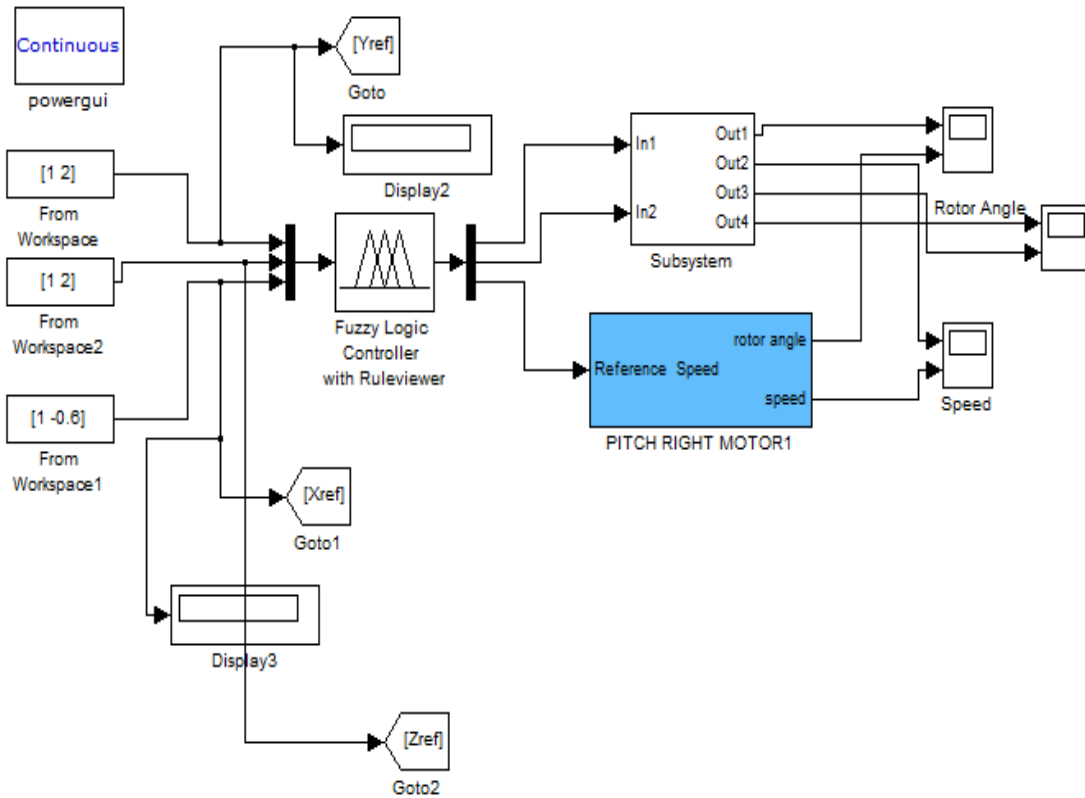 Continuous
powergui
[Yref]
Goto
Display2
[1 2]
From
Workspace
[1 2]
From
Workspace2
[1 -0.6]
From
Workspace1
Fuzzy Logic
Controller
with Ruleviewer
In1
In2
Out1
Out2
Out3
Out4
Subsystem
Rotor Angle
rotor angle
Reference Speed
speed
PITCH RIGHT MOTOR1
Speed
[Xref]
Goto1
Display3
[Zref]
Goto2